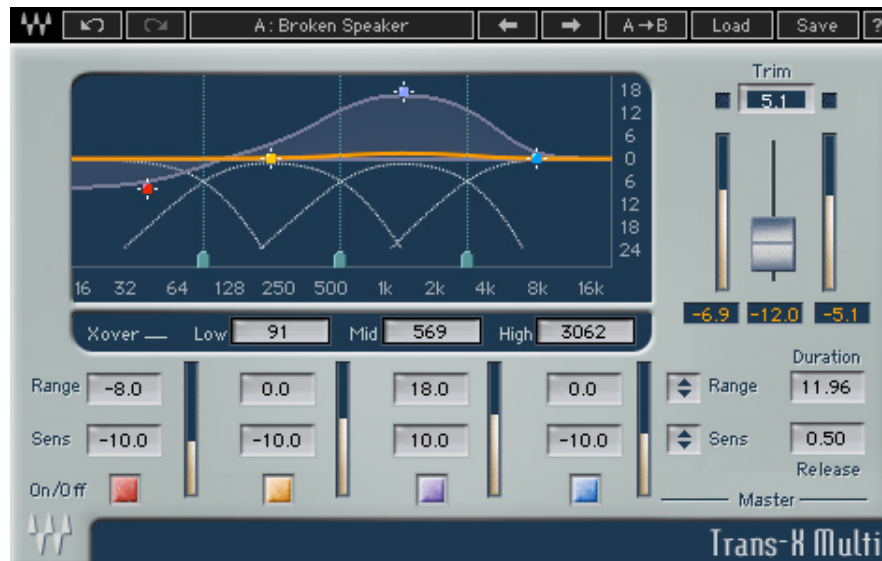 A: Broken Speaker A→B Load Save ?
Trim
5.1
18
12
6
0
6
12
18
24
16 32 64 128 250 500 1k 2k 4k 8k 16k
-6.9 -12.0 -5.1
Xover Low 91 Mid 569 High 3062
Duration
Range -8.0 0.0 18.0 0.0 Range 11.96
Sens -10.0 -10.0 10.0 -10.0 Sens 0.50
Release
On/Off
Master
Trans-X Multi